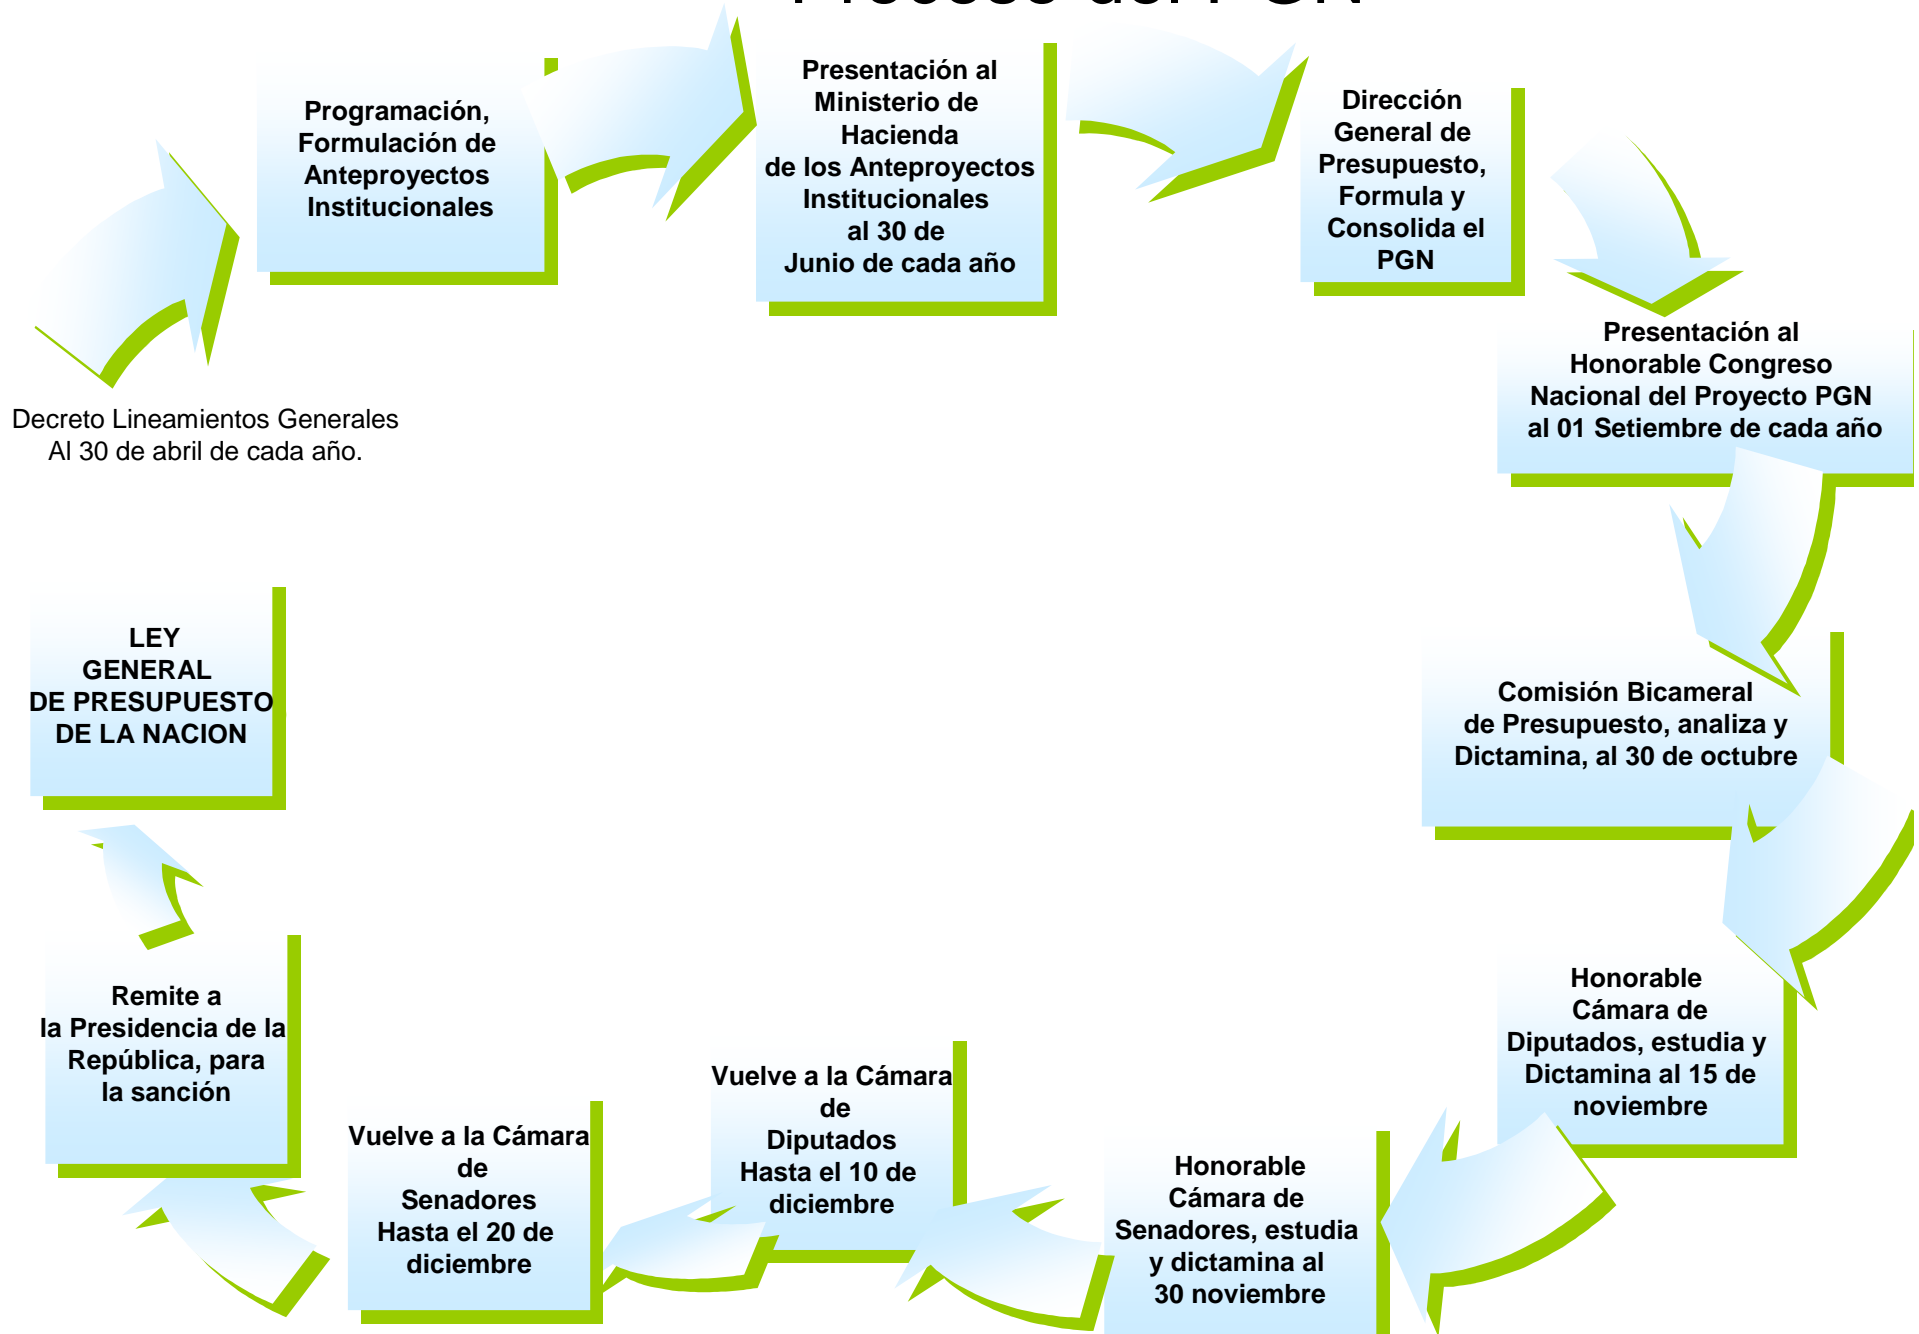 Proceso del PGN
Programación,
Formulación de
Anteproyectos
Institucionales
Presentación al
Ministerio de
Hacienda
de los Anteproyectos
Institucionales
al 30 de
Junio de cada año
Dirección
General de
Presupuesto,
Formula y
Consolida el
PGN
Presentación al
Honorable Congreso
Nacional del Proyecto PGN
al 01 Setiembre de cada año
Decreto Lineamientos Generales
Al 30 de abril de cada año.
Comisión Bicameral
de Presupuesto, analiza y
Dictamina, al 30 de octubre
Honorable
Cámara de
Diputados, estudia y
Dictamina al 15 de
noviembre
Honorable
Cámara de
Senadores, estudia
y dictamina al
30 noviembre
Vuelve a la Cámara
de
Diputados
Hasta el 10 de
diciembre
Vuelve a la Cámara
de
Senadores
Hasta el 20 de
diciembre
Remite a
la Presidencia de la
República, para
la sanción
LEY
GENERAL
DE PRESUPUESTO
DE LA NACION